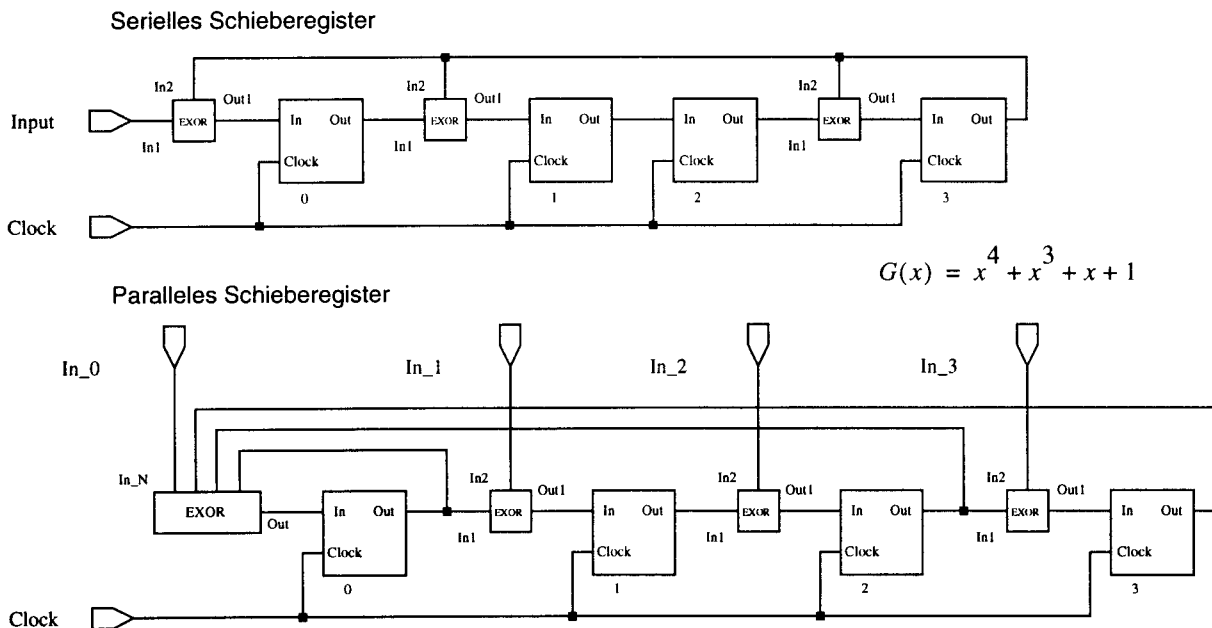 Serielles Schieberegister
In2 In2 In2
Out1 Out1 Out1
Input EXOR In Out EXOR In Out In Out EXOR In Out
In1 In1 In1
Clock Clock Clock Clock
0 1 2 3
Clock
G(x) = x^4 + x^3 + x + 1
Paralleles Schieberegister
In_0 In_1 In_2 In_3
In_N In2 In2 In2
Out1 Out1 Out1
EXOR In Out EXOR In Out EXOR In Out EXOR In Out
Out In1 In1 In1
Clock Clock Clock Clock
0 1 2 3
Clock